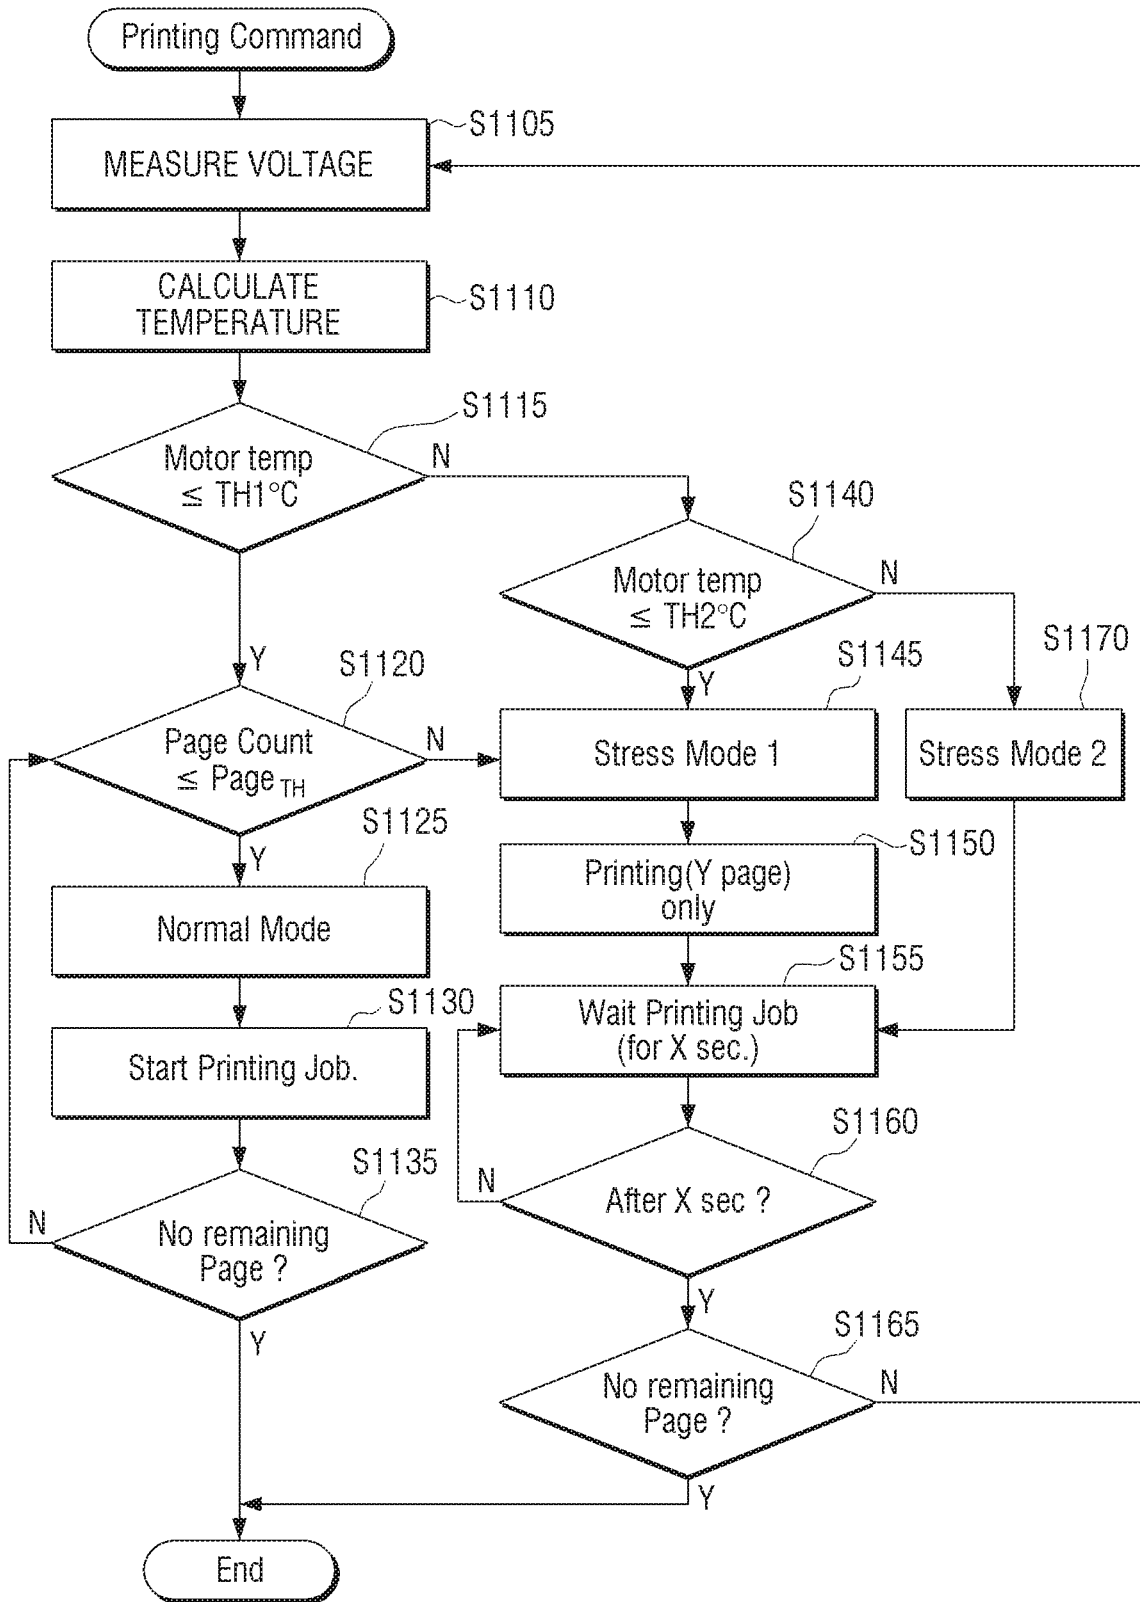 Printing Command
S1105
MEASURE VOLTAGE
CALCULATE
TEMPERATURE
S1110
S1115
Motor temp
≤ TH1°C
N
Y
S1140
Motor temp
≤ TH2°C
N
Y
S1120
Page Count
≤ Page TH
N
Y
S1145
Stress Mode 1
S1170
Stress Mode 2
S1125
Normal Mode
S1150
Printing(Y page)
only
S1130
Start Printing Job.
S1155
Wait Printing Job
(for X sec.)
S1135
No remaining
Page ?
N
Y
S1160
After X sec ?
N
Y
S1165
No remaining
Page ?
N
Y
End